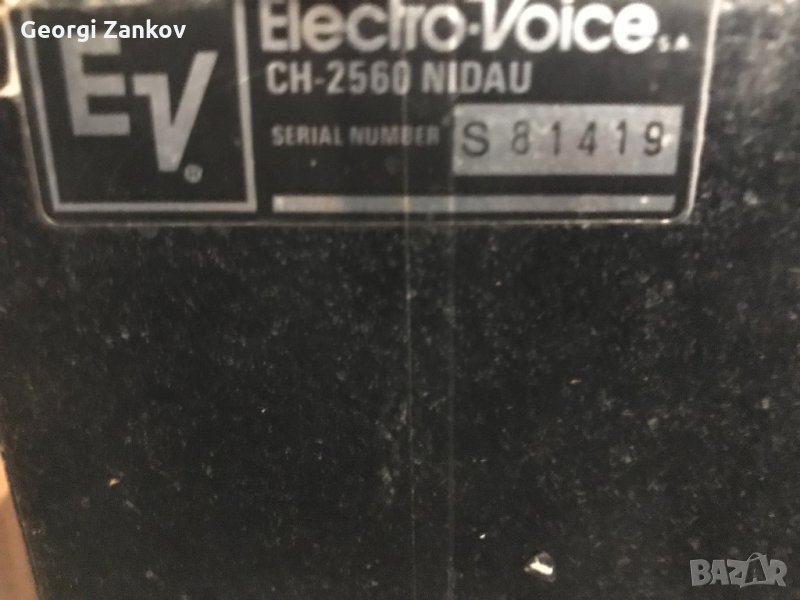 Georgi Zankov
Electro-Voice S.A.
EV®
CH-2560 NIDAU
SERIAL NUMBER S 81419
BAZAR